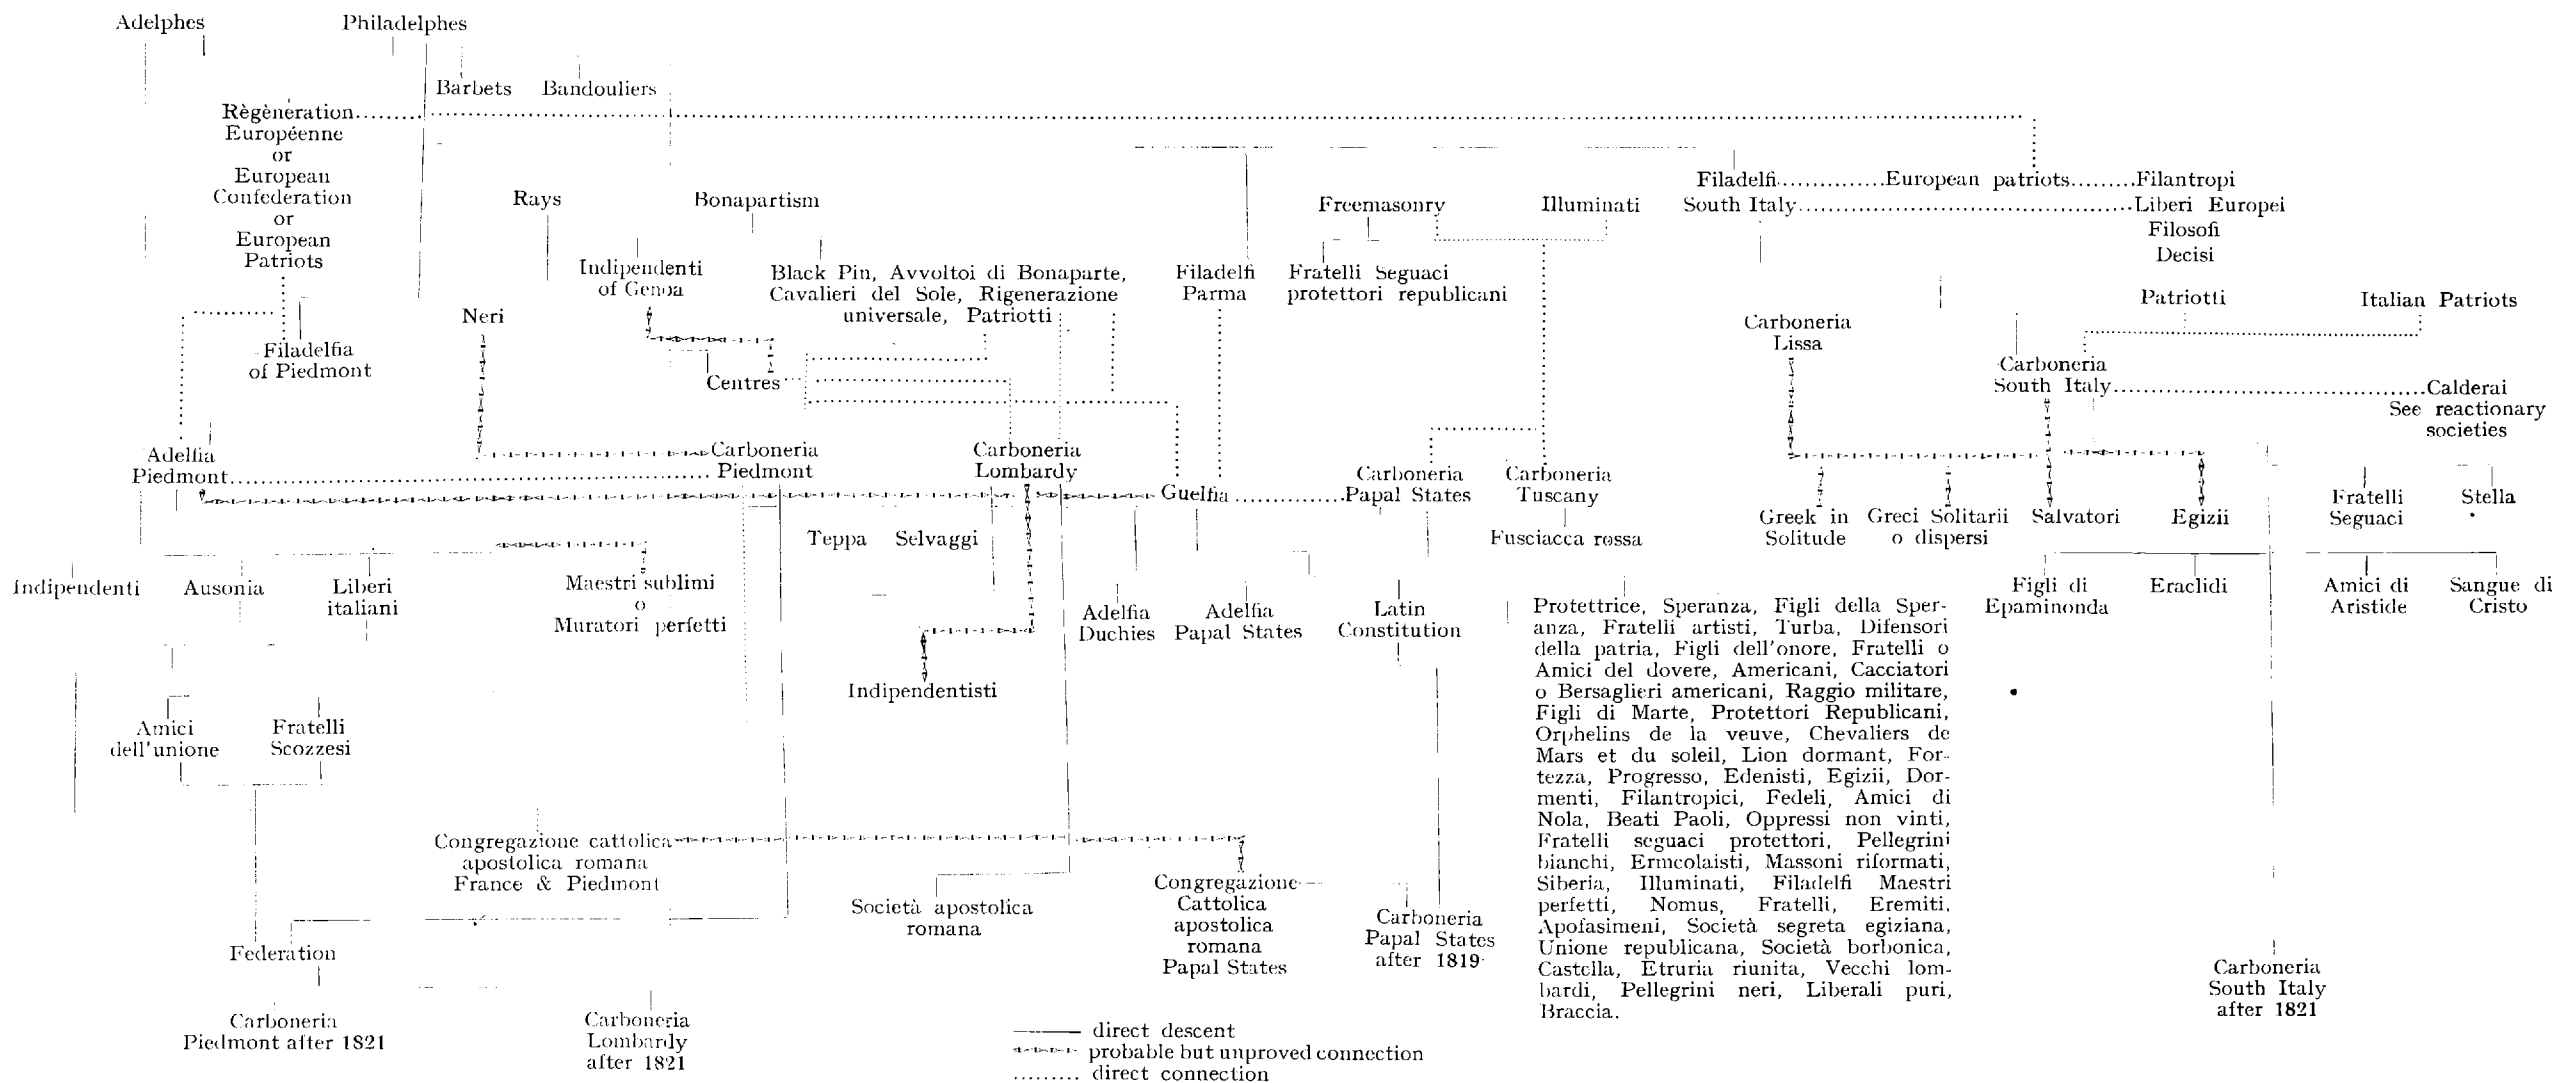 Adelphes
Philadelphes
Barbets
Bandouliers
Règènération
Européenne
or
European
Confederation
or
European
Patriots
Rays
Bonapartism
Freemasonry
Illuminati
Filadelfi
South Italy
European patriots
Filantropi
Liberi Europei
Filosofi
Decisi
Indipendenti
of Genoa
Black Pin, Avvoltoi di Bonaparte,
Cavalieri del Sole, Rigenerazione
universale, Patriotti
Filadelfi
Parma
Fratelli Seguaci
protettori republicani
Patriotti
Italian Patriots
Neri
Filadelfia
of Piedmont
Centres
Carboneria
Lissa
Carboneria
South Italy
Calderai
See reactionary
societies
Adelfia
Piedmont
Carboneria
Piedmont
Carboneria
Lombardy
Guelfia
Carboneria
Papal States
Carboneria
Tuscany
Fusciacca rossa
Greek in
Solitude
Greci Solitarii
o dispersi
Salvatori
Egizii
Fratelli
Seguaci
Stella
Teppa
Selvaggi
Indipendenti
Ausonia
Liberi
italiani
Maestri sublimi
o
Muratori perfetti
Adelfia
Duchies
Adelfia
Papal States
Latin
Constitution
Figli di
Epaminonda
Eraclidi
Amici di
Aristide
Sangue di
Cristo
Indipendentisti
Amici
dell'unione
Fratelli
Scozzesi
Protettrice, Speranza, Figli della Sper-
anza, Fratelli artisti, Turba, Difensori
della patria, Figli dell'onore, Fratelli o
Amici del dovere, Americani, Cacciatori
o Bersaglieri americani, Raggio militare,
Figli di Marte, Protettori Republicani,
Orphelins de la veuve, Chevaliers de
Mars et du soleil, Lion dormant, For-
tezza, Progresso, Edenisti, Egizii, Dor-
menti, Filantropici, Fedeli, Amici di
Nola, Beati Paoli, Oppressi non vinti,
Fratelli seguaci protettori, Pellegrini
bianchi, Ermcolaisti, Massoni riformati,
Siberia, Illuminati, Filadelfi Maestri
perfetti, Nomus, Fratelli, Eremiti,
Apofasimeni, Società segreta egiziana,
Unione republicana, Società borbonica,
Castella, Etruria riunita, Vecchi lom-
bardi, Pellegrini neri, Liberali puri,
Braccia.
Congregazione cattolica
apostolica romana
France & Piedmont
Società apostolica
romana
Congregazione
Cattolica
apostolica
romana
Papal States
Carboneria
Papal States
after 1819
Federation
Carboneria
South Italy
after 1821
Carboneria
Piedmont after 1821
Carboneria
Lombardy
after 1821
direct descent
probable but unproved connection
direct connection